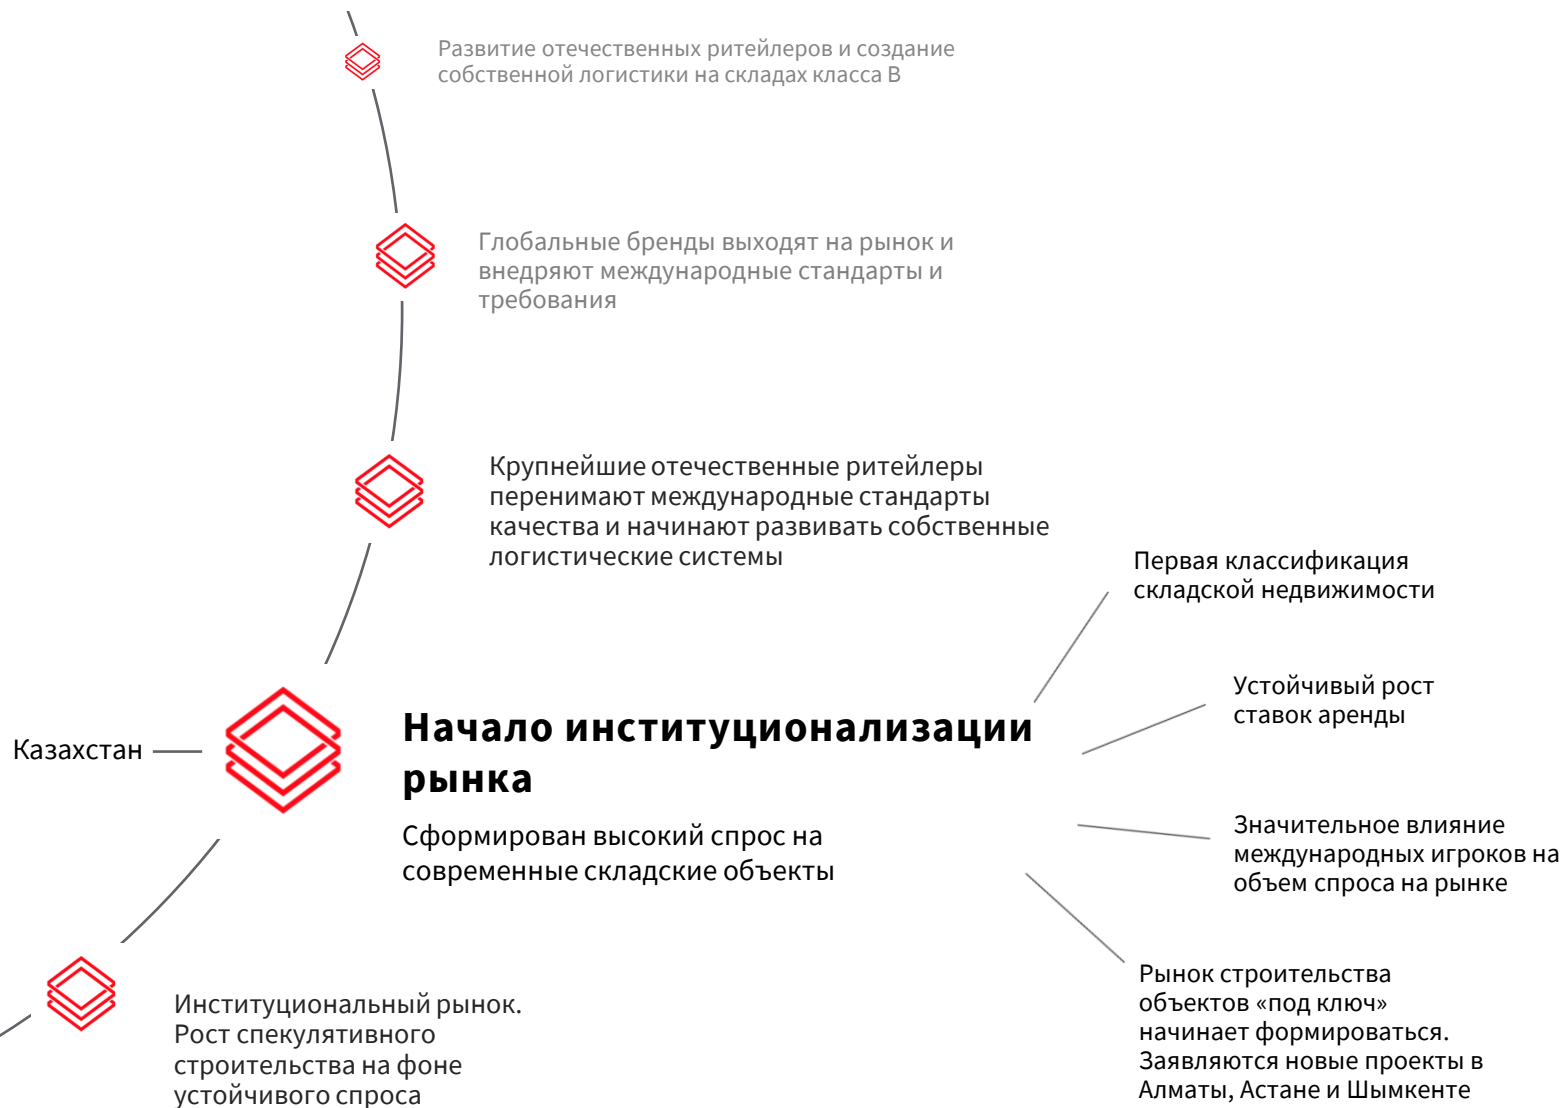 Развитие отечественных ритейлеров и создание
собственной логистики на складах класса B
Глобальные бренды выходят на рынок и
внедряют международные стандарты и
требования
Крупнейшие отечественные ритейлеры
перенимают международные стандарты
качества и начинают развивать собственные
логистические системы
Казахстан
Начало институционализации
рынка
Сформирован высокий спрос на
современные складские объекты
Первая классификация
складской недвижимости
Устойчивый рост
ставок аренды
Значительное влияние
международных игроков на
объем спроса на рынке
Рынок строительства
объектов «под ключ»
начинает формироваться.
Заявляются новые проекты в
Алматы, Астане и Шымкенте
Институциональный рынок.
Рост спекулятивного
строительства на фоне
устойчивого спроса